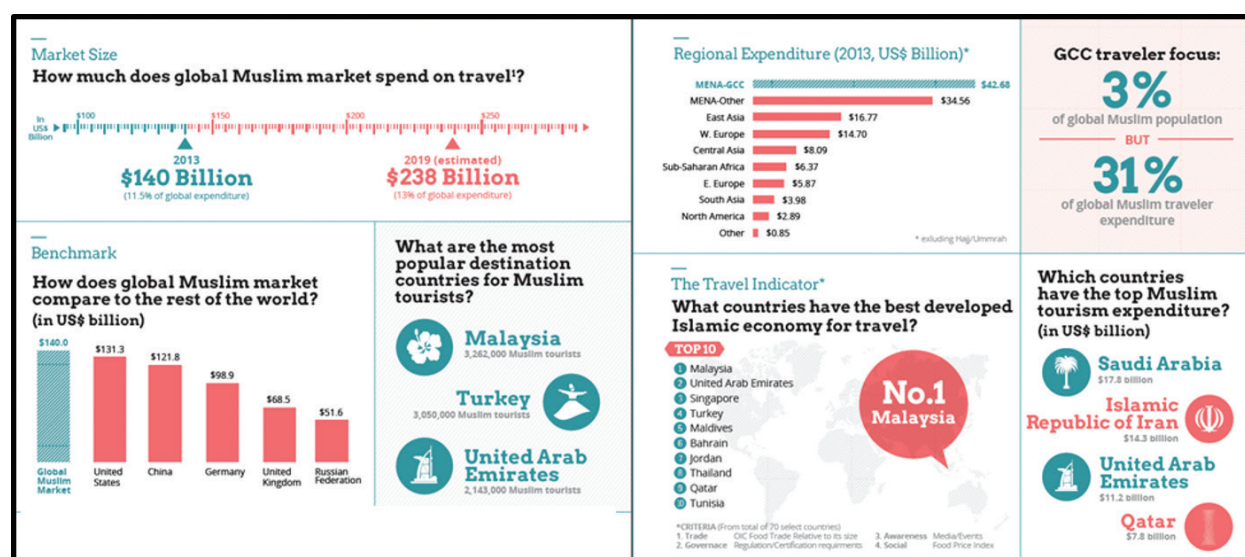 Market Size
How much does global Muslim market spend on travel¹?
In
US$
Billion
$100
$150
$200
$250
2013
$140 Billion
(11.5% of global expenditure)
2019 (estimated)
$238 Billion
(13% of global expenditure)
Benchmark
How does global Muslim market
compare to the rest of the world?
(in US$ billion)
$140.0
$131.3
$121.8
$98.9
$68.5
$51.6
Global
Muslim
Market
United
States
China
Germany
United
Kingdom
Russian
Federation
What are the most
popular destination
countries for Muslim
tourists?
Malaysia
3,262,000 Muslim tourists
Turkey
3,050,000 Muslim tourists
United Arab
Emirates
2,143,000 Muslim tourists
Regional Expenditure (2013, US$ Billion)*
MENA-GCC $42.68
MENA-Other $34.56
East Asia $16.77
W. Europe $14.70
Central Asia $8.09
Sub-Saharan Africa $6.37
E. Europe $5.87
South Asia $3.98
North America $2.89
Other $0.85
* exluding Hajj/Ummrah
GCC traveler focus:
3%
of global Muslim population
BUT
31%
of global Muslim traveler
expenditure
The Travel Indicator*
What countries have the best developed
Islamic economy for travel?
TOP 10
1 Malaysia
2 United Arab Emirates
3 Singapore
4 Turkey
5 Maldives
6 Bahrain
7 Jordan
8 Thailand
9 Qatar
10 Tunisia
No.1
Malaysia
*CRITERIA (From total of 70 select countries)
1. Trade OIC Food Trade Relative to its size
2. Governace Regulation/Certification requirments
3. Awareness Media/Events
4. Social Food Price Index
Which countries
have the top Muslim
tourism expenditure?
(in US$ billion)
Saudi Arabia
$17.8 billion
Islamic
Republic of Iran
$14.3 billion
United Arab
Emirates
$11.2 billion
Qatar
$7.8 billion